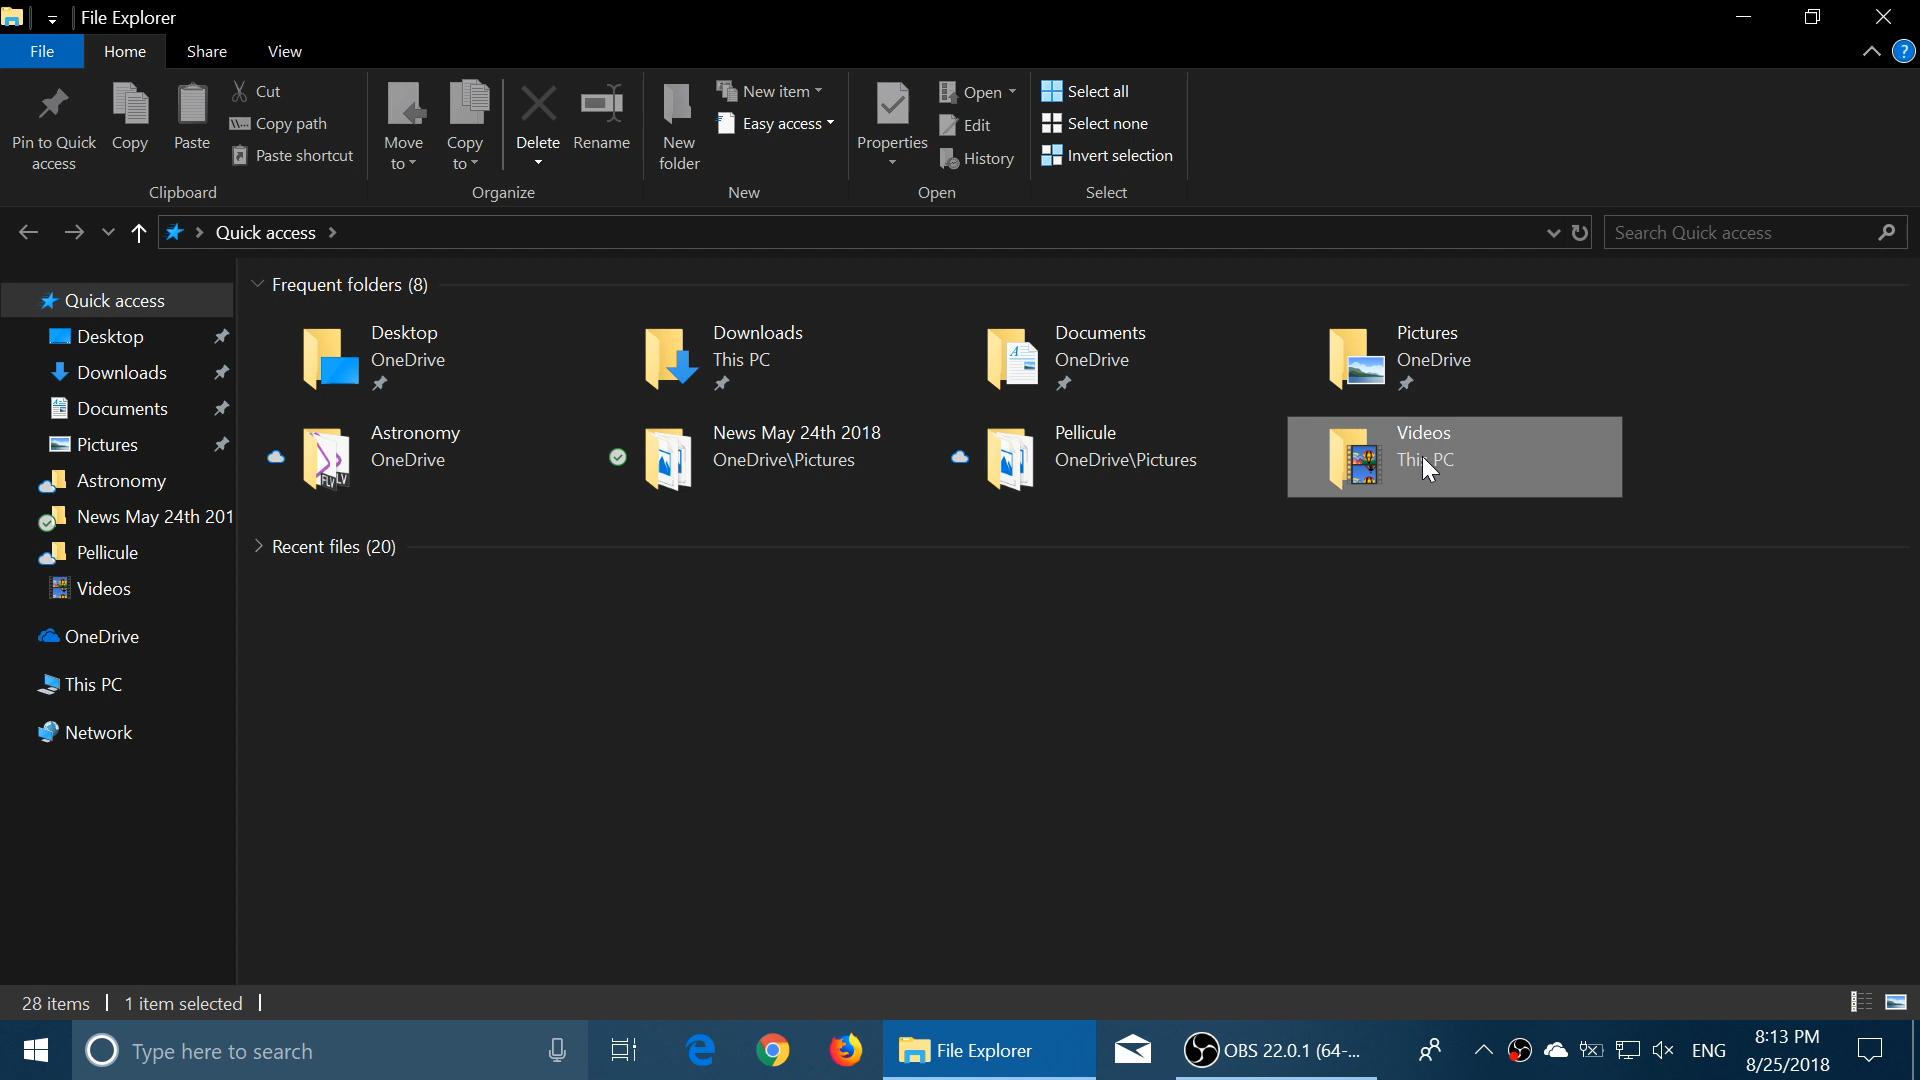 File Explorer
File Home Share View
Pin to Quick access
Copy
Paste
Cut
Copy path
Paste shortcut
Clipboard
Move to
Copy to
Delete
Rename
Organize
New folder
New item
Easy access
New
Properties
Open
Edit
History
Open
Select all
Select none
Invert selection
Select
Quick access
Search Quick access
Quick access
Desktop
Downloads
Documents
Pictures
Astronomy
News May 24th 201
Pellicule
Videos
OneDrive
This PC
Network
Frequent folders (8)
Desktop
OneDrive
Downloads
This PC
Documents
OneDrive
Pictures
OneDrive
Astronomy
OneDrive
News May 24th 2018
OneDrive\Pictures
Pellicule
OneDrive\Pictures
Videos
This PC
Recent files (20)
28 items
1 item selected
Type here to search
File Explorer
OBS 22.0.1 (64-...
ENG
8:13 PM
8/25/2018